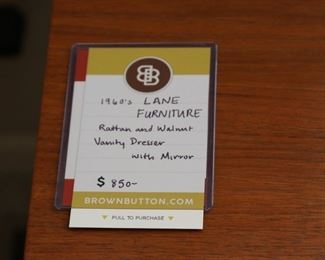 BB
1960's LANE
FURNITURE
Rattan and Walnut
Vanity Dresser
with Mirror
$ 850-
BROWNBUTTON.COM
PULL TO PURCHASE